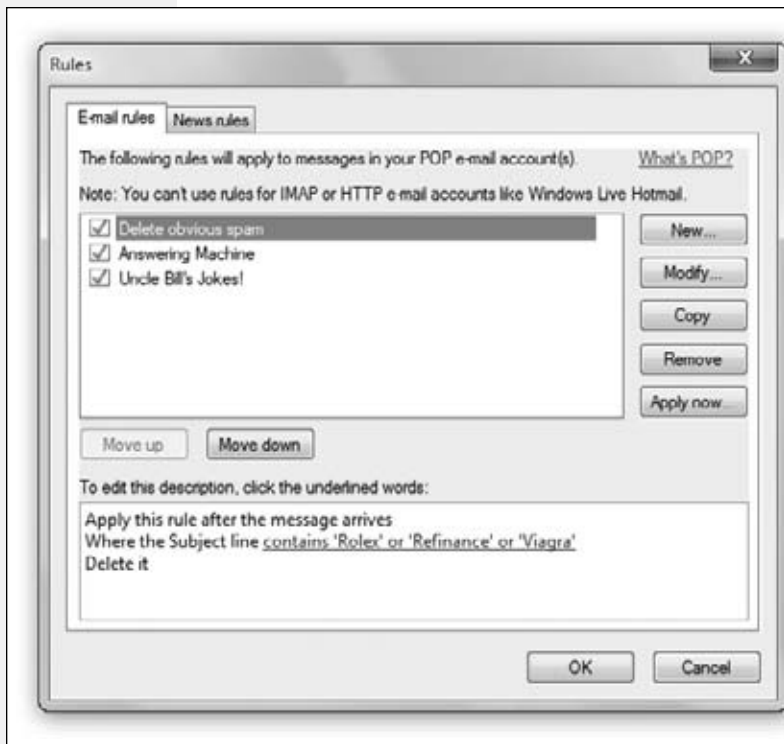 Rules
E-mail rules
News rules
The following rules will apply to messages in your POP e-mail account(s).
What's POP?
Note: You can't use rules for IMAP or HTTP e-mail accounts like Windows Live Hotmail.
Delete obvious spam
Answering Machine
Uncle Bill's Jokes!
New...
Modify...
Copy
Remove
Apply now...
Move up
Move down
To edit this description, click the underlined words:
Apply this rule after the message arrives
Where the Subject line contains 'Rolex' or 'Refinance' or 'Viagra'
Delete it
OK
Cancel